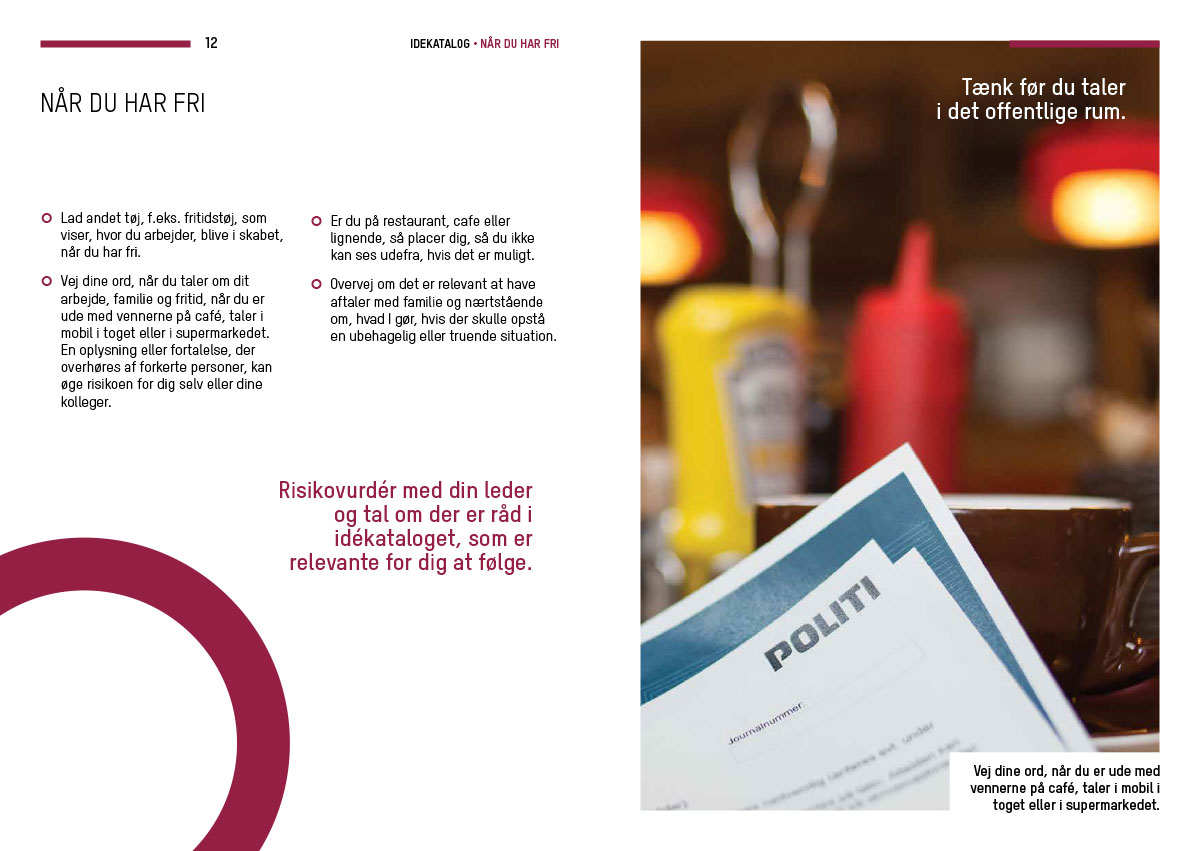 12
IDEKATALOG • NÅR DU HAR FRI
NÅR DU HAR FRI
Lad andet tøj, f.eks. fritidstøj, som
viser, hvor du arbejder, blive i skabet,
når du har fri.
Vej dine ord, når du taler om dit
arbejde, familie og fritid, når du er
ude med vennerne på café, taler i
mobil i toget eller i supermarkedet.
En oplysning eller fortalelse, der
overhøres af forkerte personer, kan
øge risikoen for dig selv eller dine
kolleger.
Er du på restaurant, cafe eller
lignende, så placer dig, så du ikke
kan ses udefra, hvis det er muligt.
Overvej om det er relevant at have
aftaler med familie og nærtstående
om, hvad I gør, hvis der skulle opstå
en ubehagelig eller truende situation.
Risikovurdér med din leder
og tal om der er råd i
idékataloget, som er
relevante for dig at følge.
Tænk før du taler
i det offentlige rum.
POLITI
Journalnummer:
evt. under
Vej dine ord, når du er ude med
vennerne på café, taler i mobil i
toget eller i supermarkedet.